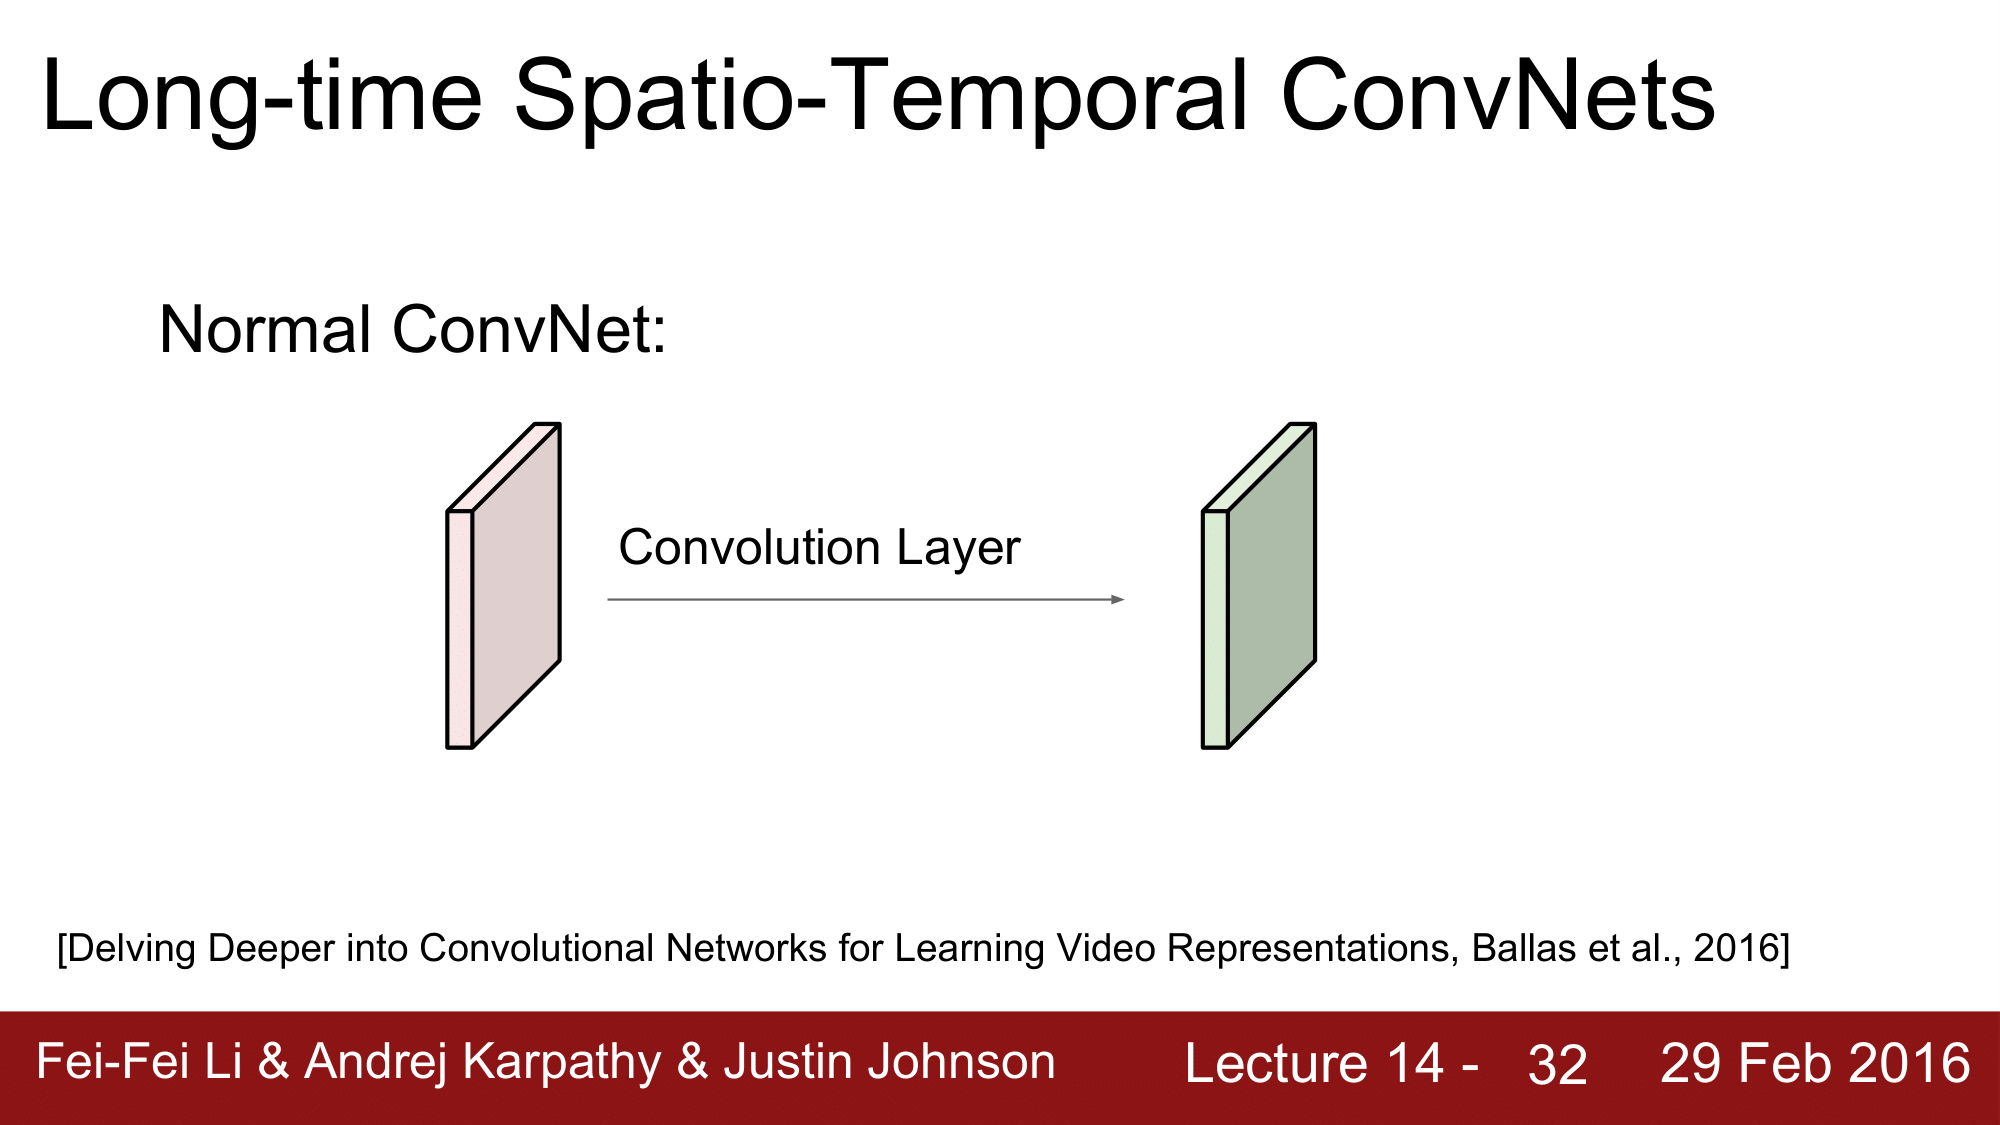 Long-time Spatio-Temporal ConvNets
Normal ConvNet:
Convolution Layer
[Delving Deeper into Convolutional Networks for Learning Video Representations, Ballas et al., 2016]
Fei-Fei Li & Andrej Karpathy & Justin Johnson Lecture 14 - 32 29 Feb 2016